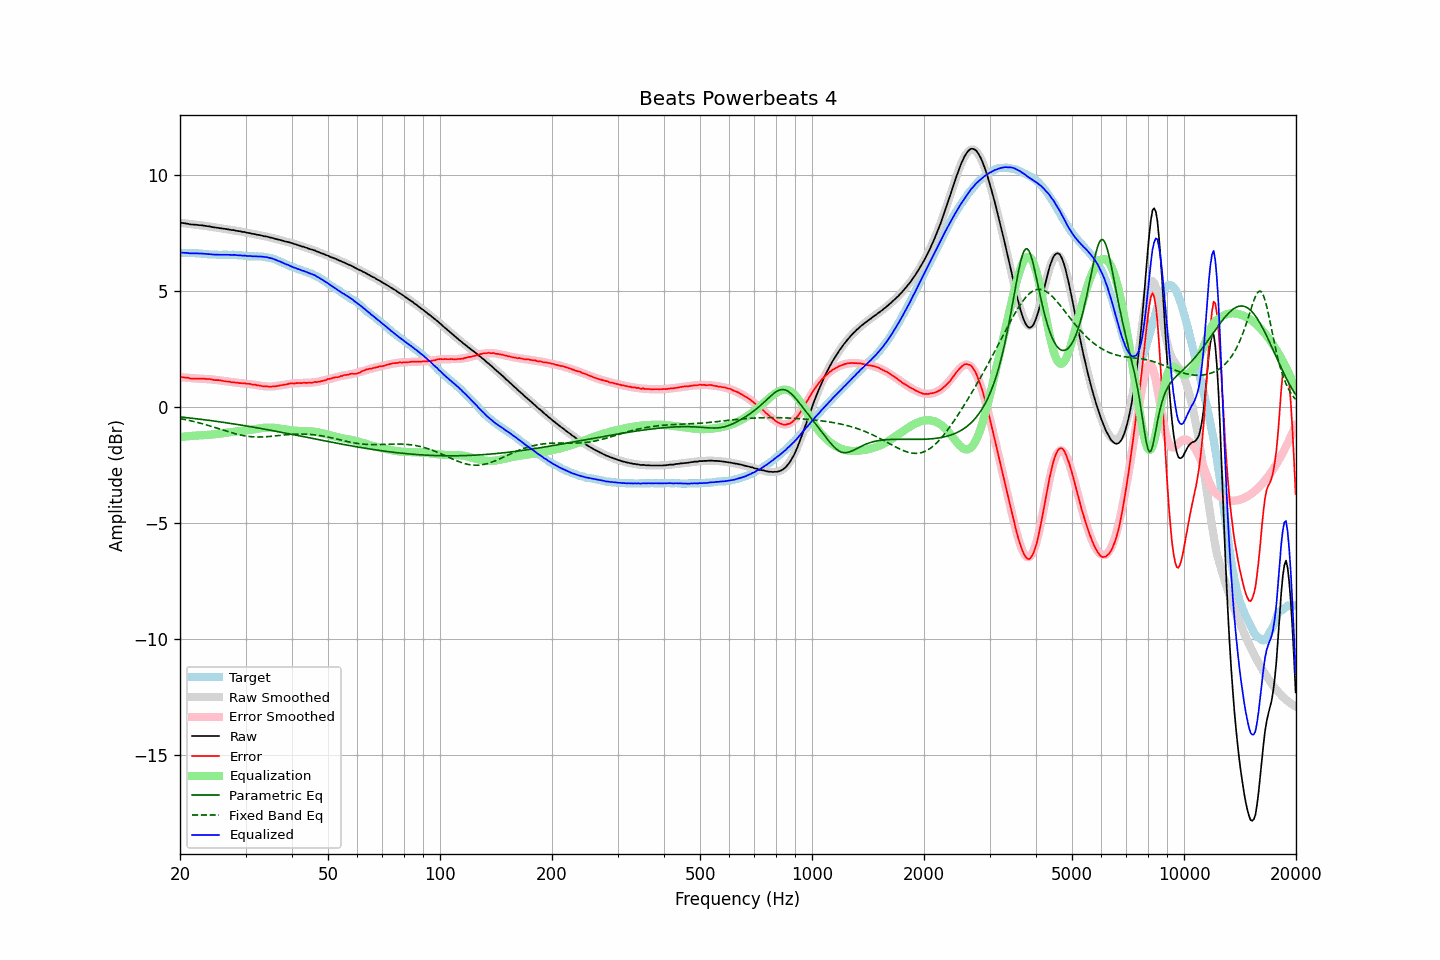 Beats Powerbeats 4
Amplitude (dBr)
10
5
0
−5
−10
−15
Target
Raw Smoothed
Error Smoothed
Raw
Error
Equalization
Parametric Eq
Fixed Band Eq
Equalized
20 50 100 200 500 1000 2000 5000 10000 20000
Frequency (Hz)